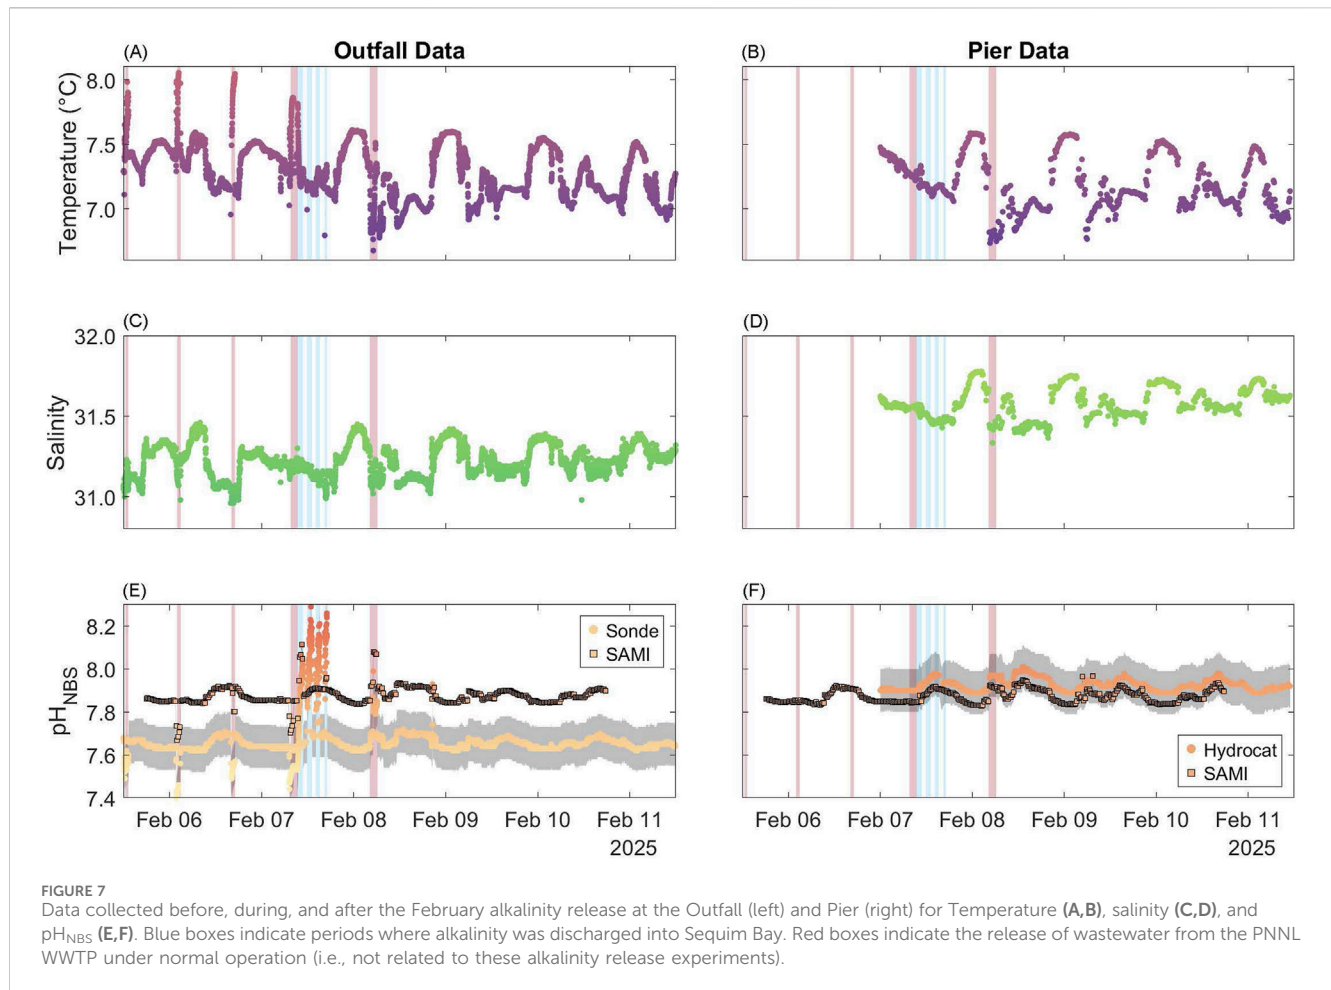 (A)
Outfall Data
8.0
7.5
7.0
Temperature (°C)
(B)
Pier Data
(C)
32.0
31.5
31.0
Salinity
(D)
(E)
8.2
8.0
7.8
7.6
7.4
pHNBS
Sonde
SAMI
Feb 06 Feb 07 Feb 08 Feb 09 Feb 10 Feb 11
2025
(F)
Hydrocat
SAMI
Feb 06 Feb 07 Feb 08 Feb 09 Feb 10 Feb 11
2025
FIGURE 7
Data collected before, during, and after the February alkalinity release at the Outfall (left) and Pier (right) for Temperature (A,B), salinity (C,D), and
pHNBS (E,F). Blue boxes indicate periods where alkalinity was discharged into Sequim Bay. Red boxes indicate the release of wastewater from the PNNL
WWTP under normal operation (i.e., not related to these alkalinity release experiments).